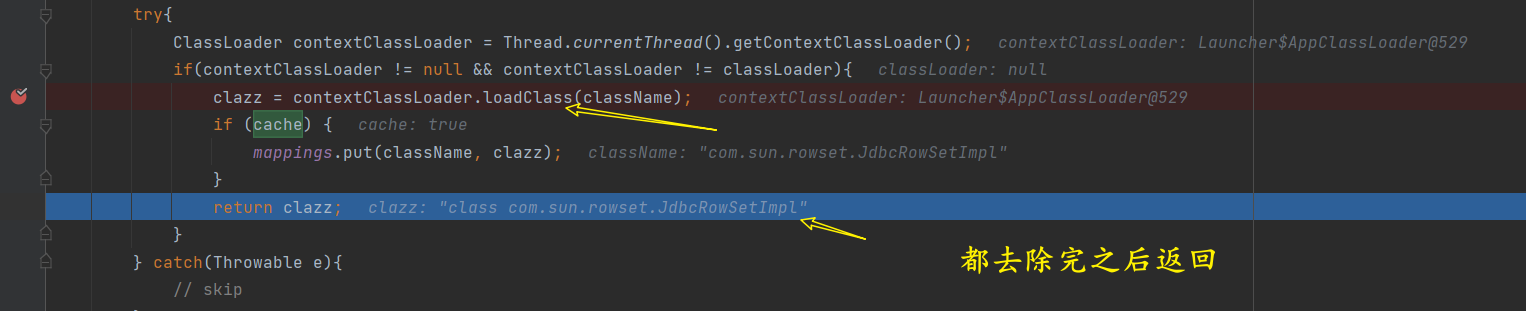 try{
ClassLoader contextClassLoader = Thread.currentThread().getContextClassLoader(); contextClassLoader: Launcher$AppClassLoader@529
if(contextClassLoader != null && contextClassLoader != classLoader){ classLoader: null
clazz = contextClassLoader.loadClass(className); contextClassLoader: Launcher$AppClassLoader@529
if (cache) { cache: true
mappings.put(className, clazz); className: "com.sun.rowset.JdbcRowSetImpl"
}
return clazz; clazz: "class com.sun.rowset.JdbcRowSetImpl"
}
都去除完之后返回
} catch(Throwable e){
// skip